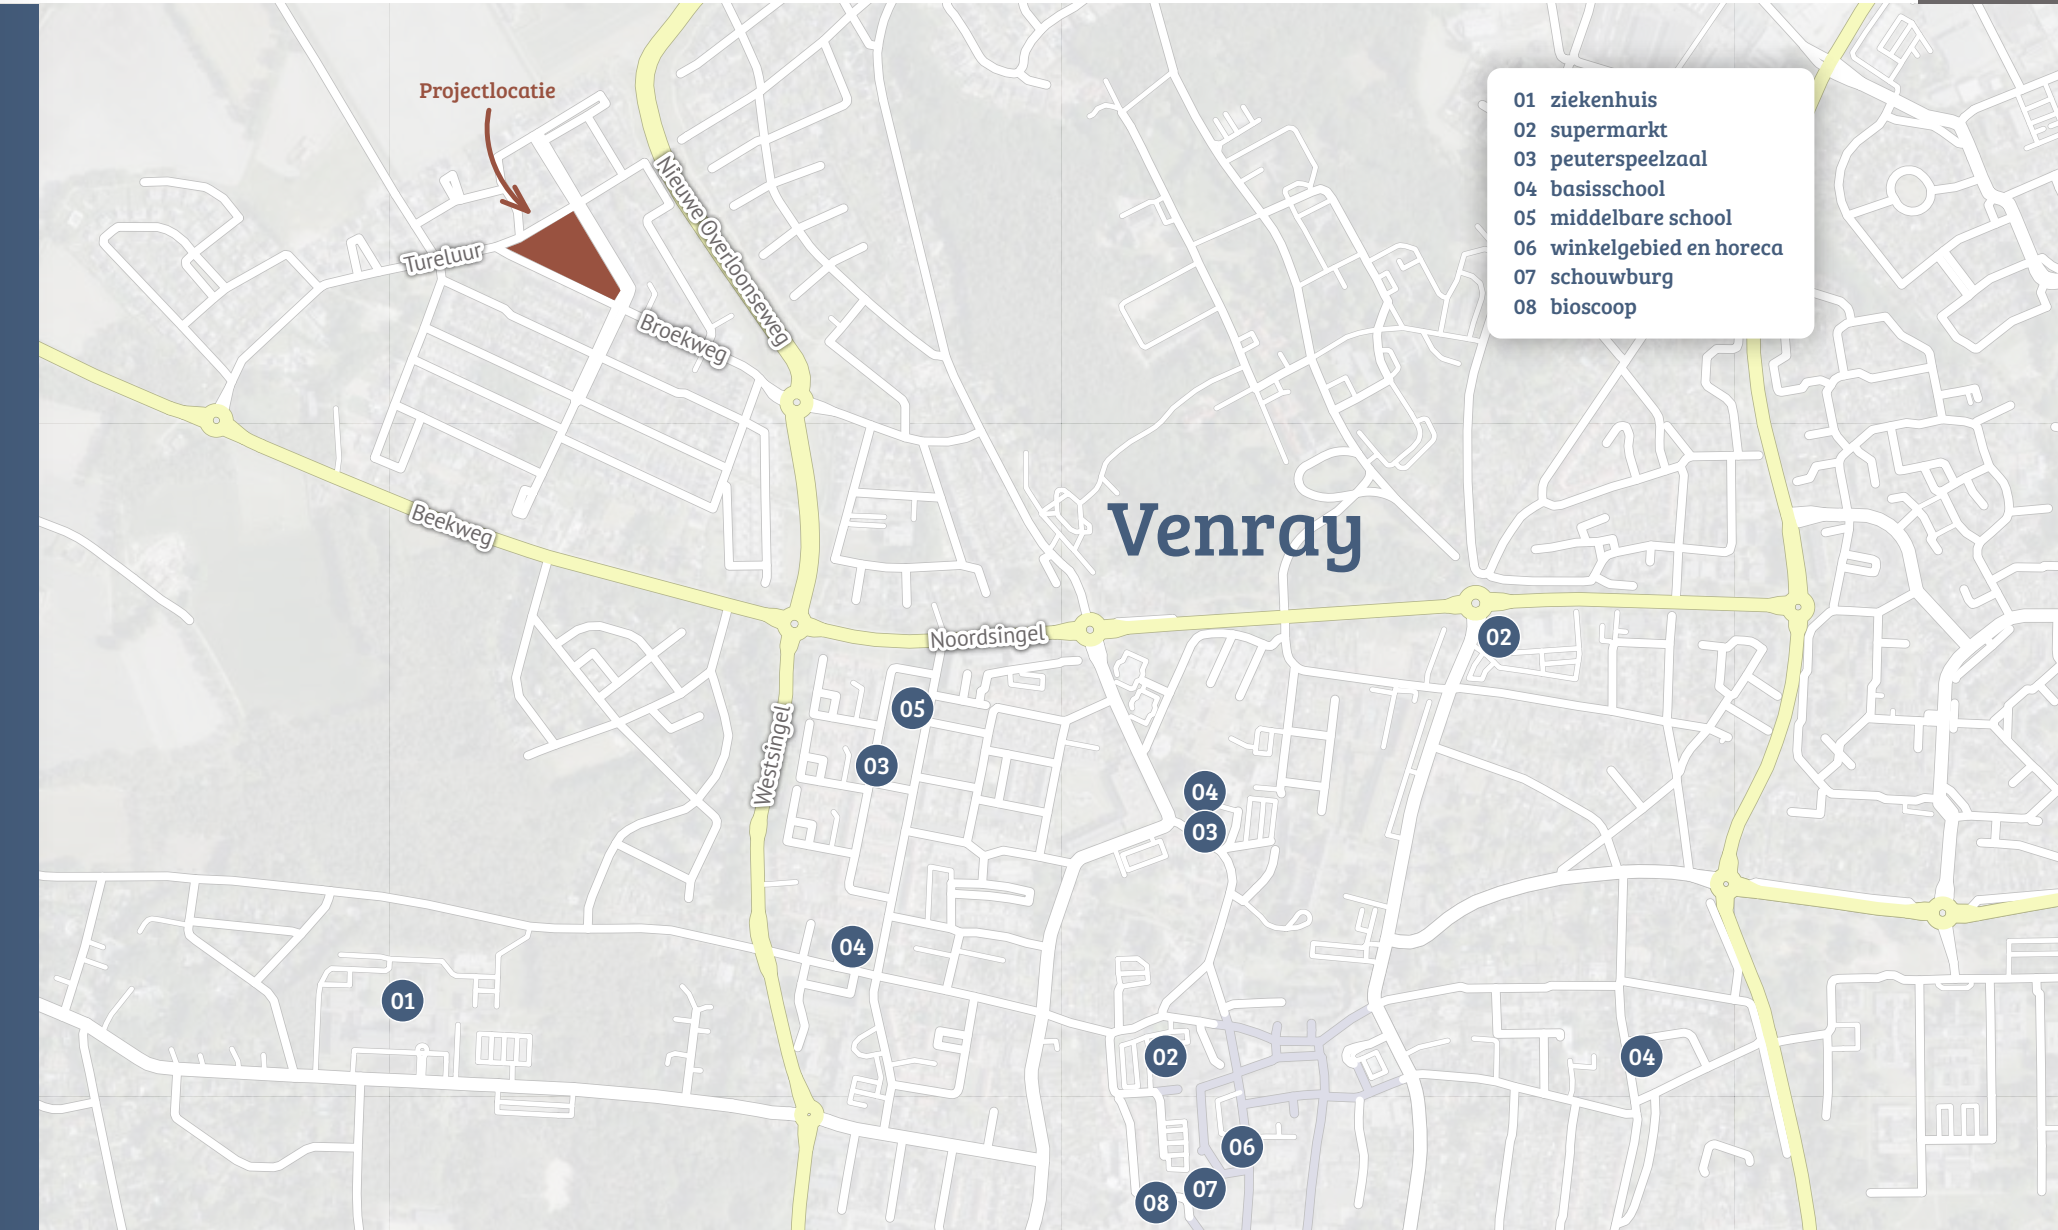 Projectlocatie
01 ziekenhuis
02 supermarkt
03 peuterspeelzaal
04 basisschool
05 middelbare school
06 winkelgebied en horeca
07 schouwburg
08 bioscoop
Nieuwe Overloonseweg
Tureluur
Broekweg
Beekweg
Venray
Noordsingel
02
05
Westsingel
03
04
03
04
01
02
04
06
07
08